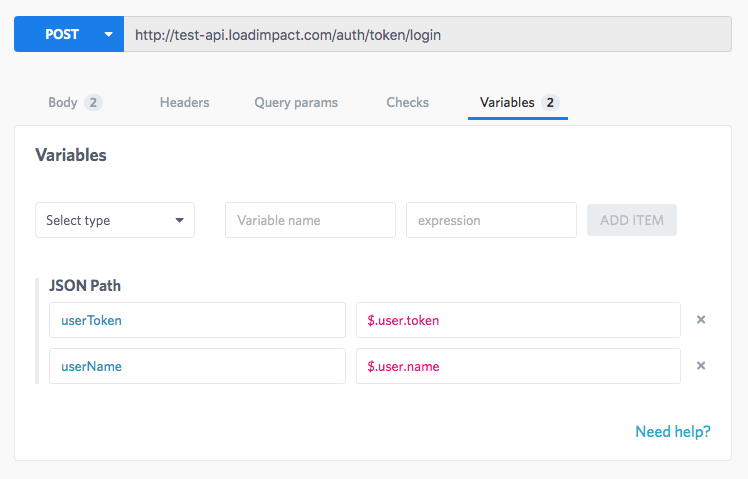 POST http://test-api.loadimpact.com/auth/token/login
Body 2 Headers Query params Checks Variables 2
Variables
Select type Variable name expression ADD ITEM
JSON Path
userToken $.user.token ×
userName $.user.name ×
Need help?